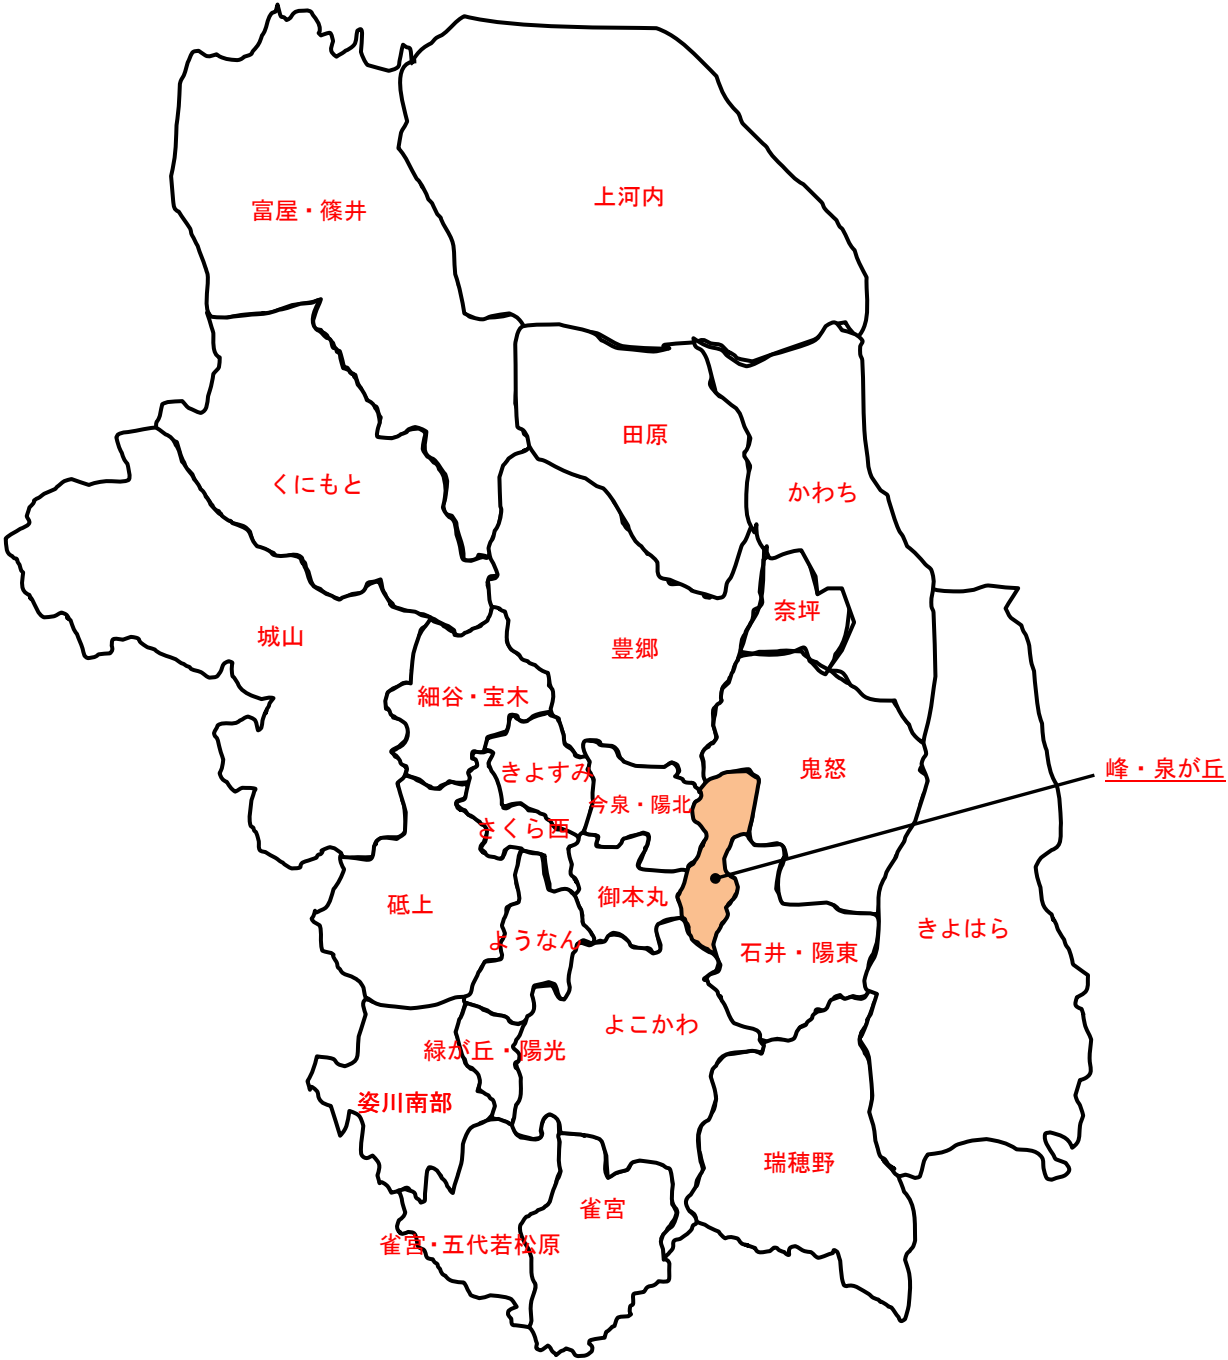 上河内
富屋・篠井
田原
くにもと
かわち
奈坪
城山
豊郷
細谷・宝木
鬼怒
峰・泉が丘
きよすみ
今泉・陽北
さくら西
御本丸
砥上
きよはら
ようなん
石井・陽東
よこかわ
緑が丘・陽光
姿川南部
瑞穂野
雀宮
雀宮・五代若松原